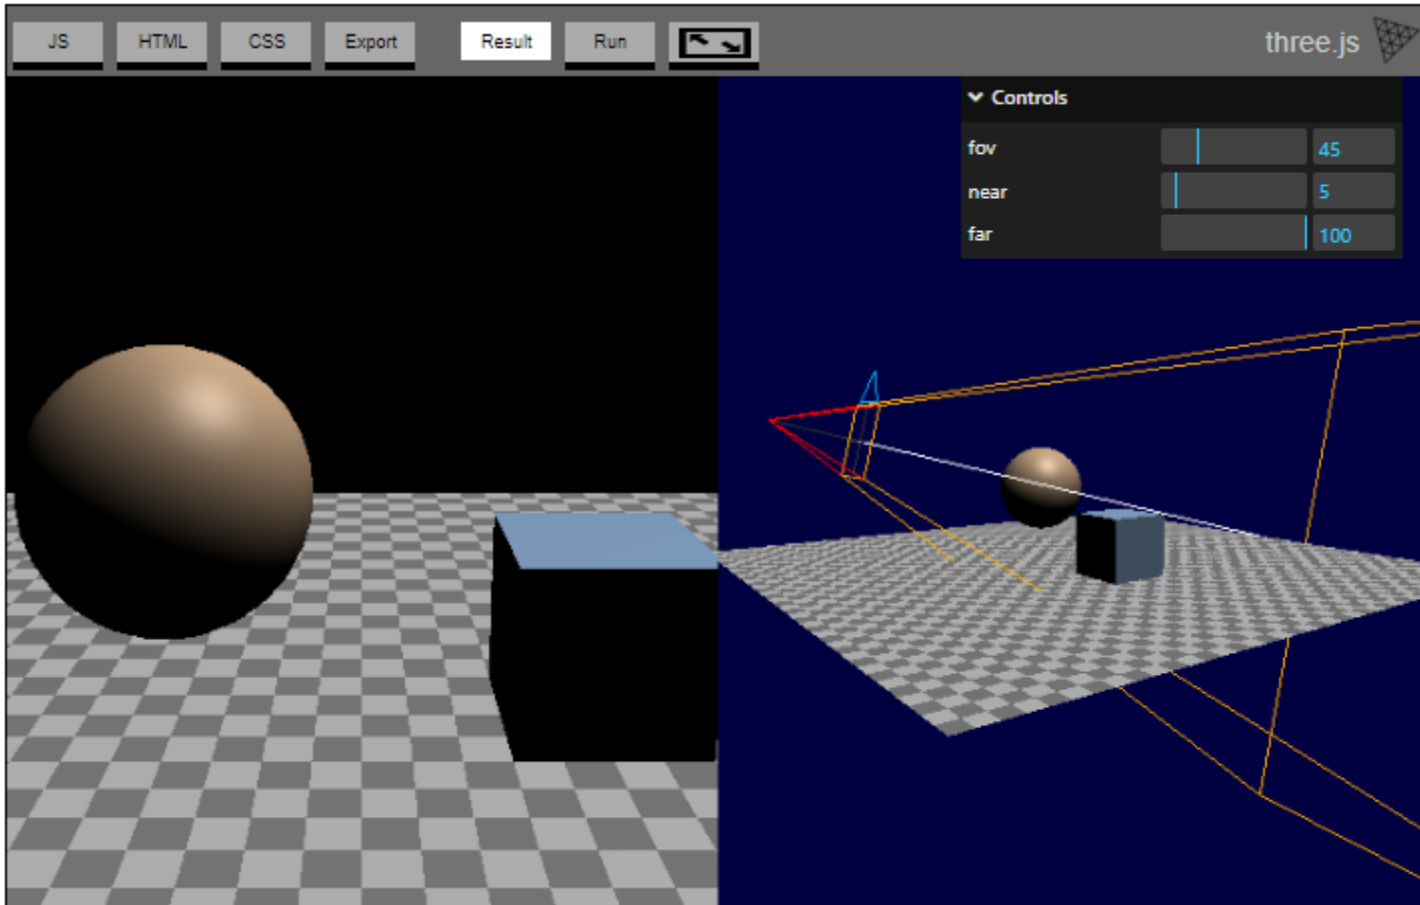 JS HTML CSS Export Result Run three.js
Controls
fov 45
near 5
far 100